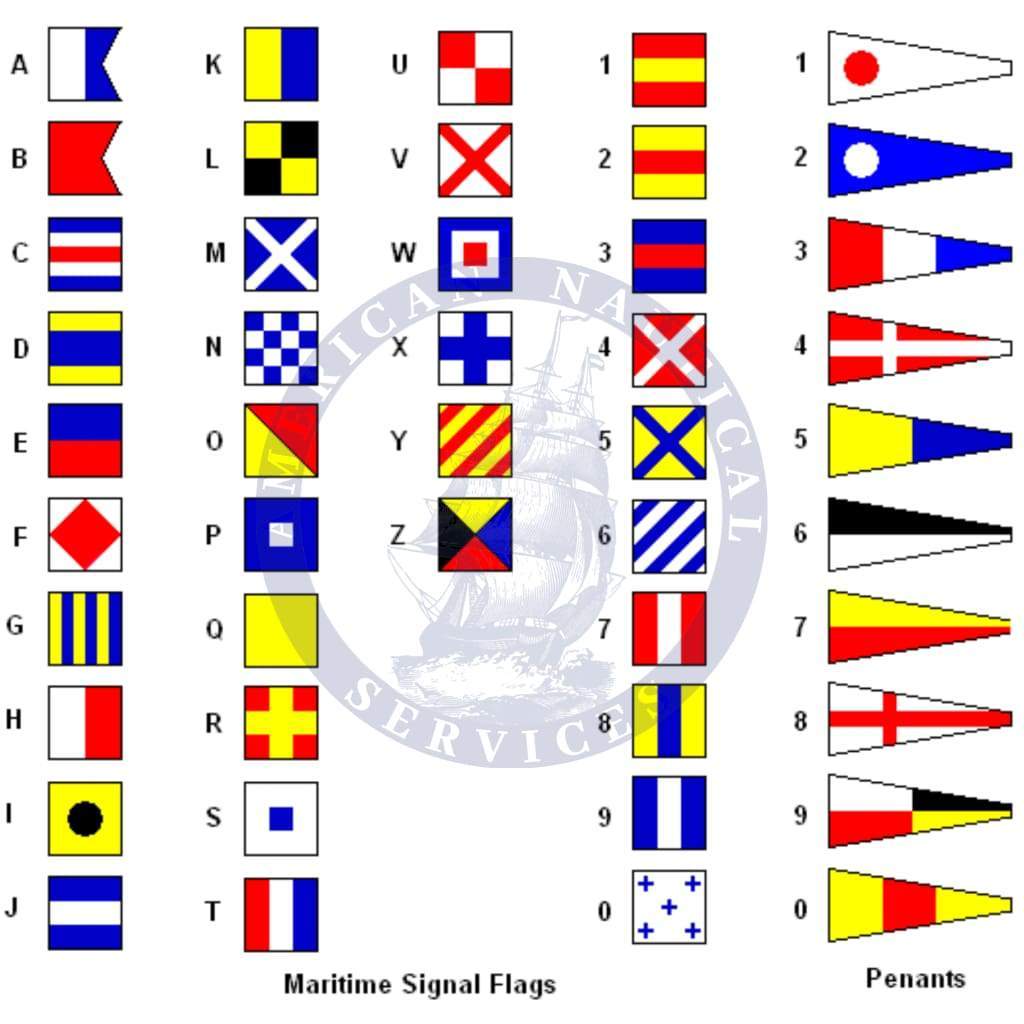 A K U 1 1
B L V 2 2
C M W 3 3
D N X 4 4
E O Y 5 5
F P Z 6 6
G Q 7 7
H R 8 8
I S 9 9
J T 0 0
AMERICAN NAUTICAL
SERVICES
Maritime Signal Flags
Penants